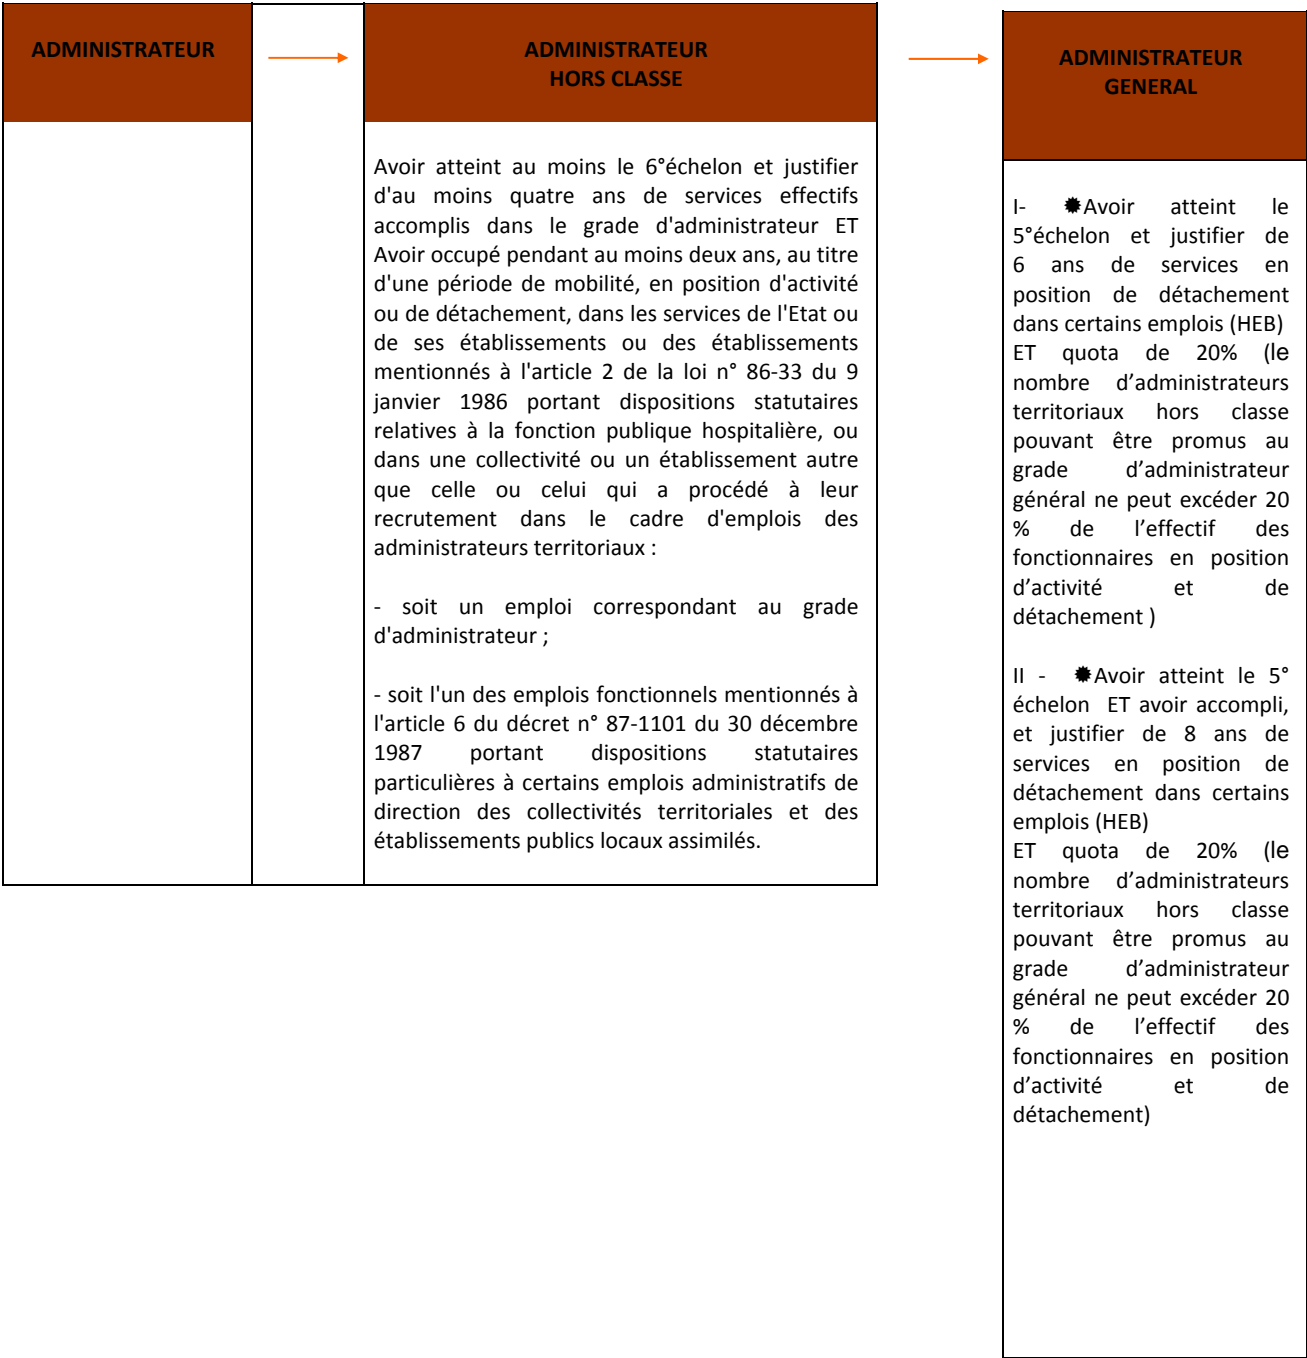 ADMINISTRATEUR
ADMINISTRATEUR
HORS CLASSE
Avoir atteint au moins le 6°échelon et justifier
d'au moins quatre ans de services effectifs
accomplis dans le grade d'administrateur ET
Avoir occupé pendant au moins deux ans, au titre
d'une période de mobilité, en position d'activité
ou de détachement, dans les services de l'Etat ou
de ses établissements ou des établissements
mentionnés à l'article 2 de la loi n° 86-33 du 9
janvier 1986 portant dispositions statutaires
relatives à la fonction publique hospitalière, ou
dans une collectivité ou un établissement autre
que celle ou celui qui a procédé à leur
recrutement dans le cadre d'emplois des
administrateurs territoriaux :
- soit un emploi correspondant au grade
d'administrateur ;
- soit l'un des emplois fonctionnels mentionnés à
l'article 6 du décret n° 87-1101 du 30 décembre
1987 portant dispositions statutaires
particulières à certains emplois administratifs de
direction des collectivités territoriales et des
établissements publics locaux assimilés.
ADMINISTRATEUR
GENERAL
I- ✹Avoir atteint le
5°échelon et justifier de
6 ans de services en
position de détachement
dans certains emplois (HEB)
ET quota de 20% (le
nombre d’administrateurs
territoriaux hors classe
pouvant être promus au
grade d’administrateur
général ne peut excéder 20
% de l’effectif des
fonctionnaires en position
d’activité et de
détachement )
II - ✹Avoir atteint le 5°
échelon ET avoir accompli,
et justifier de 8 ans de
services en position de
détachement dans certains
emplois (HEB)
ET quota de 20% (le
nombre d’administrateurs
territoriaux hors classe
pouvant être promus au
grade d’administrateur
général ne peut excéder 20
% de l’effectif des
fonctionnaires en position
d’activité et de
détachement)